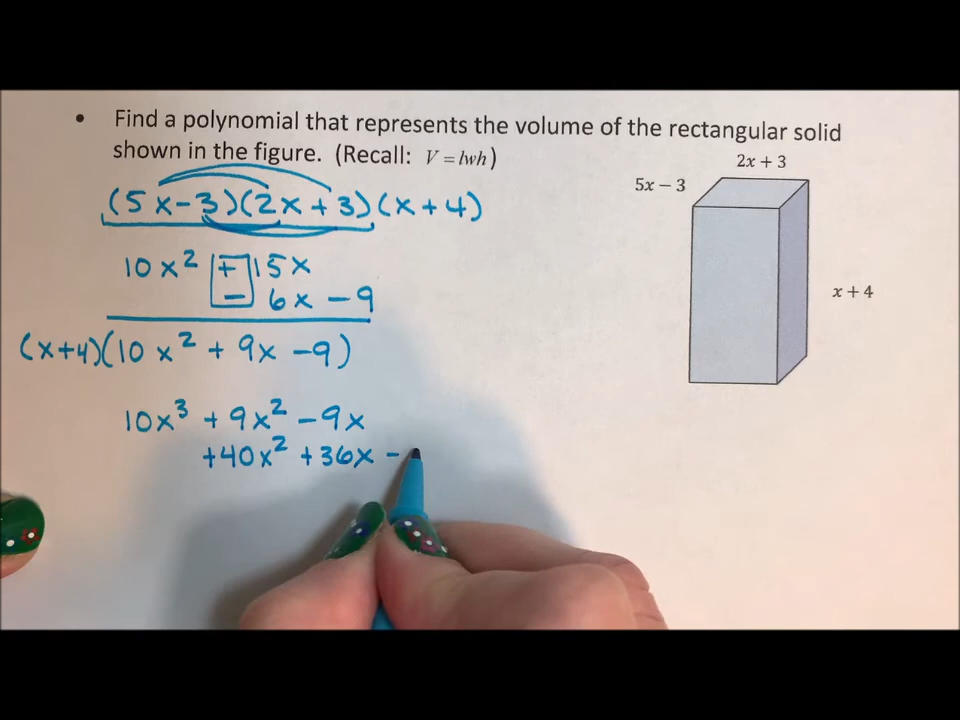 • Find a polynomial that represents the volume of the rectangular solid
shown in the figure. (Recall: V = lwh)
2x + 3
5x − 3
x + 4
(5x−3)(2x+3)(x+4)
10x² + 15x
− 6x − 9
(x+4)(10x² + 9x −9)
10x³ + 9x² − 9x
+40x² +36x −